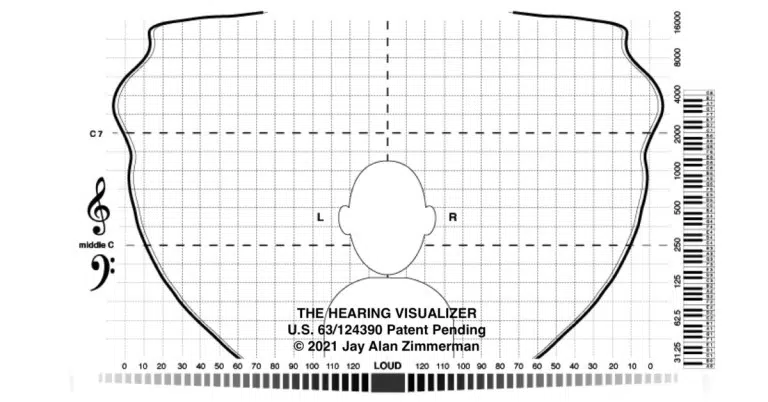 16000
8000
4000
C 7
2000
1000
500
L
R
middle C
250
125
62.5
31.25
THE HEARING VISUALIZER
U.S. 63/124390 Patent Pending
© 2021 Jay Alan Zimmerman
0 10 20 30 40 50 60 70 80 90 100 110 120 LOUD 120 110 100 90 80 70 60 50 40 30 20 10 0